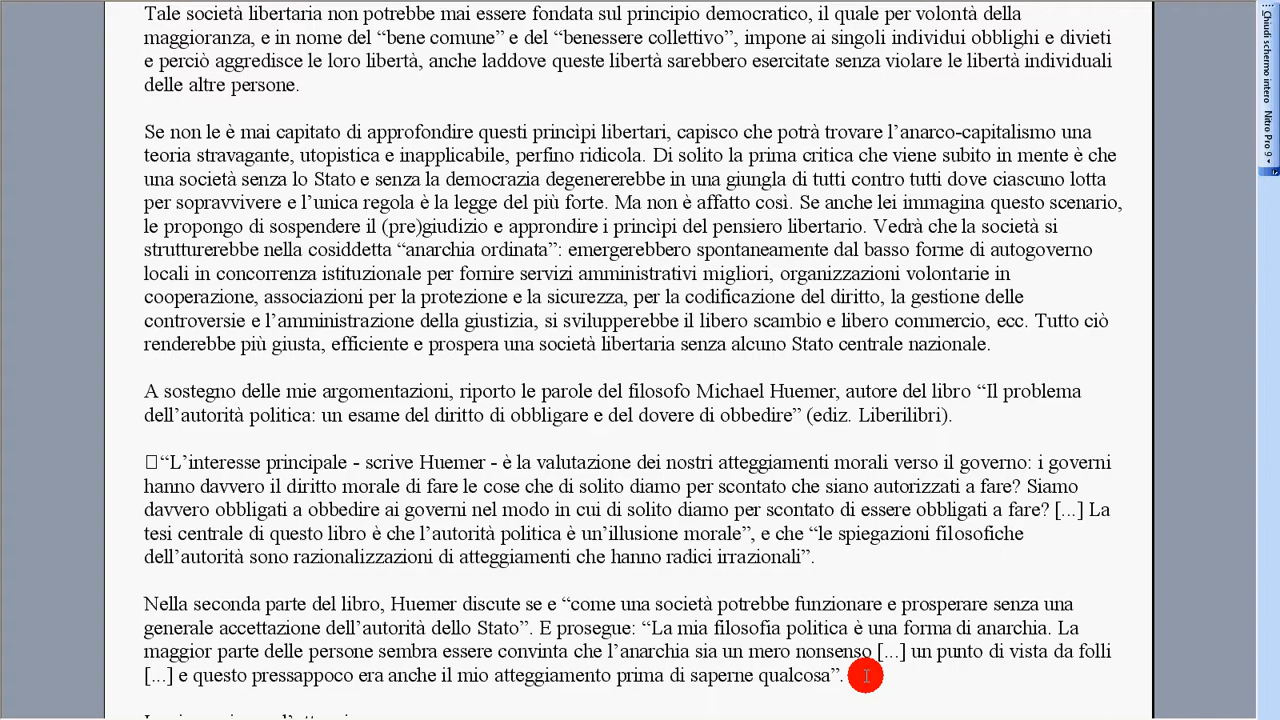 Tale società libertaria non potrebbe mai essere fondata sul principio democratico, il quale per volontà della
maggioranza, e in nome del “bene comune” e del “benessere collettivo”, impone ai singoli individui obblighi e divieti
e perciò aggredisce le loro libertà, anche laddove queste libertà sarebbero esercitate senza violare le libertà individuali
delle altre persone.
Se non le è mai capitato di approfondire questi princìpi libertari, capisco che potrà trovare l’anarco-capitalismo una
teoria stravagante, utopistica e inapplicabile, perfino ridicola. Di solito la prima critica che viene subito in mente è che
una società senza lo Stato e senza la democrazia degenererebbe in una giungla di tutti contro tutti dove ciascuno lotta
per sopravvivere e l’unica regola è la legge del più forte. Ma non è affatto così. Se anche lei immagina questo scenario,
le propongo di sospendere il (pre)giudizio e approndire i princìpi del pensiero libertario. Vedrà che la società si
strutturerebbe nella cosiddetta “anarchia ordinata”: emergerebbero spontaneamente dal basso forme di autogoverno
locali in concorrenza istituzionale per fornire servizi amministrativi migliori, organizzazioni volontarie in
cooperazione, associazioni per la protezione e la sicurezza, per la codificazione del diritto, la gestione delle
controversie e l’amministrazione della giustizia, si svilupperebbe il libero scambio e libero commercio, ecc. Tutto ciò
renderebbe più giusta, efficiente e prospera una società libertaria senza alcuno Stato centrale nazionale.
A sostegno delle mie argomentazioni, riporto le parole del filosofo Michael Huemer, autore del libro “Il problema
dell’autorità politica: un esame del diritto di obbligare e del dovere di obbedire” (ediz. Liberilibri).
“L’interesse principale - scrive Huemer - è la valutazione dei nostri atteggiamenti morali verso il governo: i governi
hanno davvero il diritto morale di fare le cose che di solito diamo per scontato che siano autorizzati a fare? Siamo
davvero obbligati a obbedire ai governi nel modo in cui di solito diamo per scontato di essere obbligati a fare? [...] La
tesi centrale di questo libro è che l’autorità politica è un’illusione morale”, e che “le spiegazioni filosofiche
dell’autorità sono razionalizzazioni di atteggiamenti che hanno radici irrazionali”.
Nella seconda parte del libro, Huemer discute se e “come una società potrebbe funzionare e prosperare senza una
generale accettazione dell’autorità dello Stato”. E prosegue: “La mia filosofia politica è una forma di anarchia. La
maggior parte delle persone sembra essere convinta che l’anarchia sia un mero nonsenso [...] un punto di vista da folli
[...] e questo pressappoco era anche il mio atteggiamento prima di saperne qualcosa”.
Chiudi schermo intero Nitro Pro 9